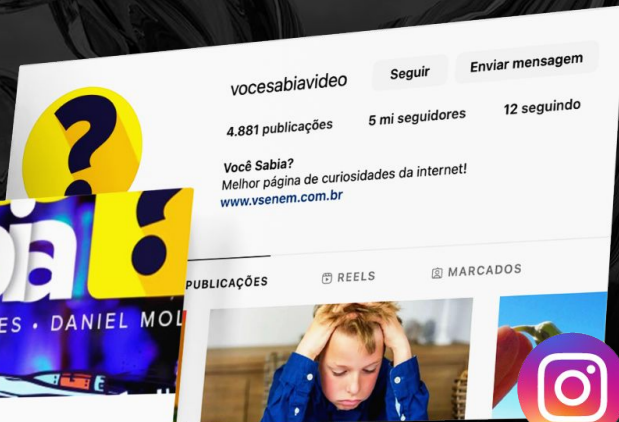 vocesabiavideo
Seguir
Enviar mensagem
4.881 publicações
5 mi seguidores
12 seguindo
Você Sabia?
Melhor página de curiosidades da internet!
www.vsenem.com.br
PUBLICAÇÕES
REELS
MARCADOS
DANIEL